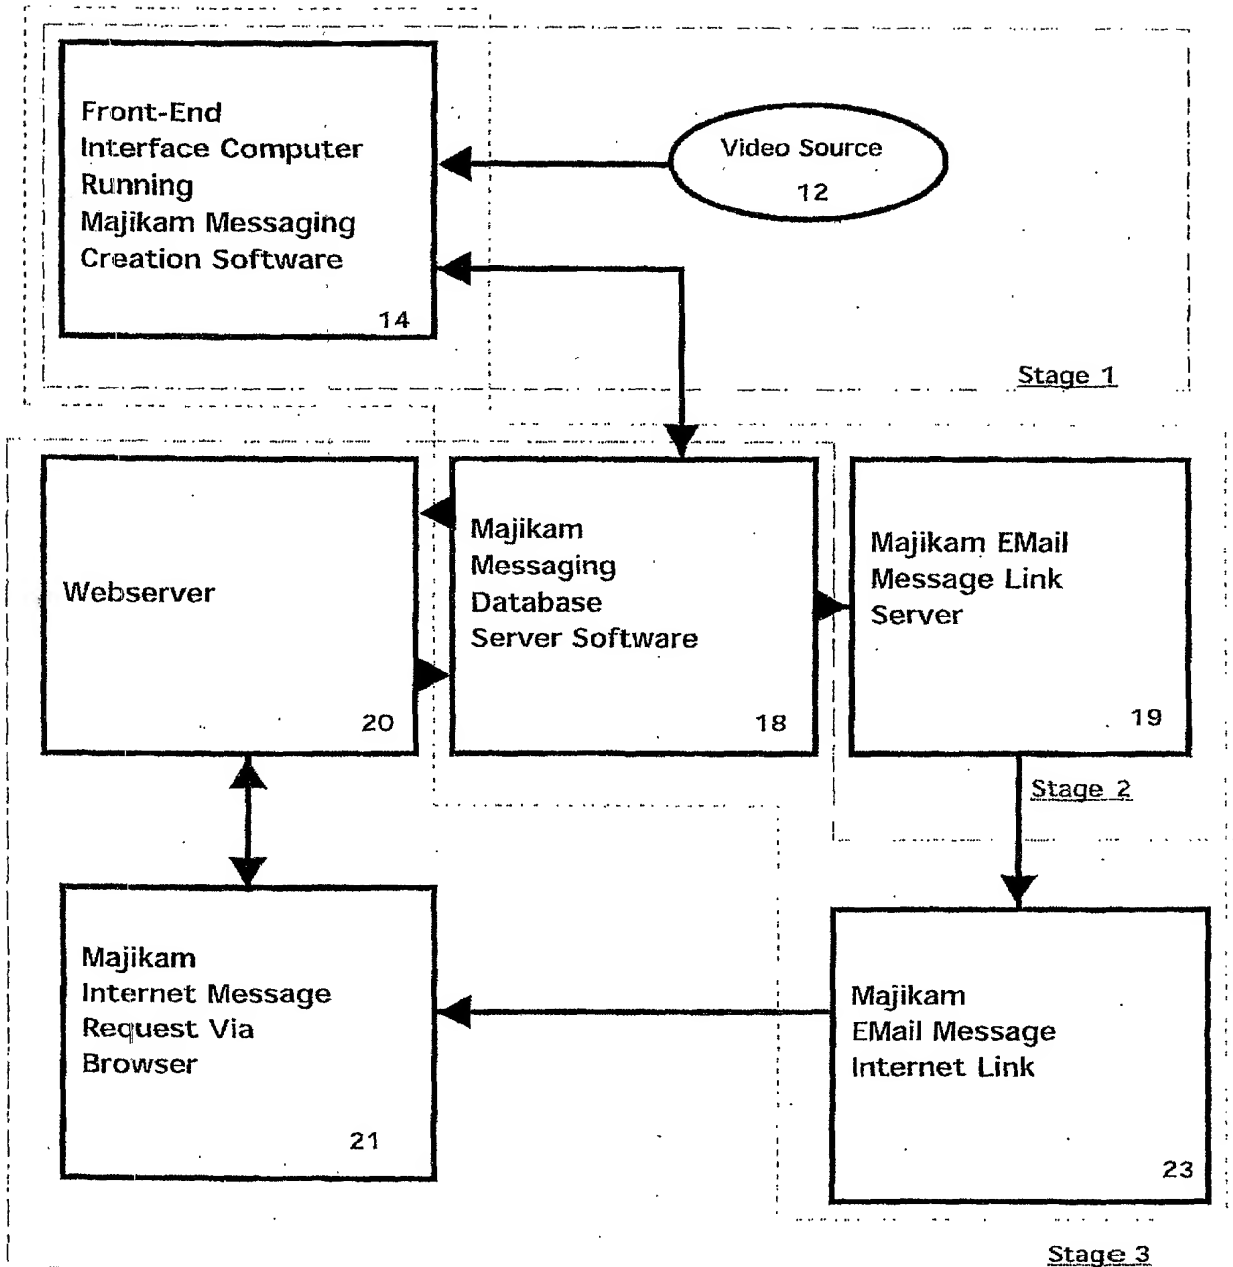 Front-End
Interface Computer
Running
Majikam Messaging
Creation Software
14
Video Source
12
Stage 1
Webserver
20
Majikam
Messaging
Database
Server Software
18
Majikam EMail
Message Link
Server
19
Stage 2
Majikam
Internet Message
Request Via
Browser
21
Majikam
EMail Message
Internet Link
23
Stage 3